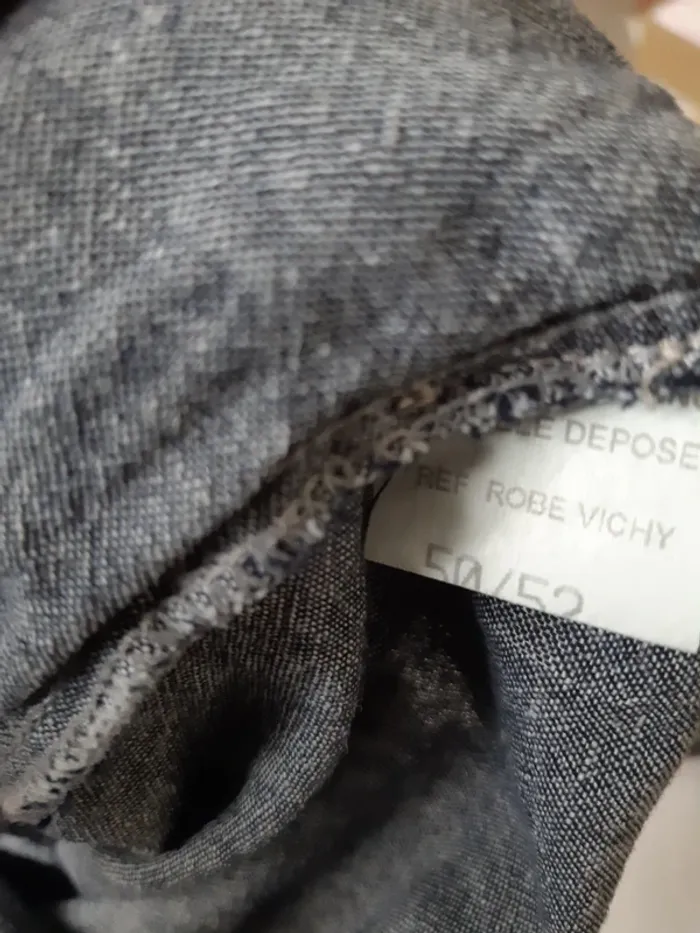 DEPOSE
REF ROBE VICHY
50/52